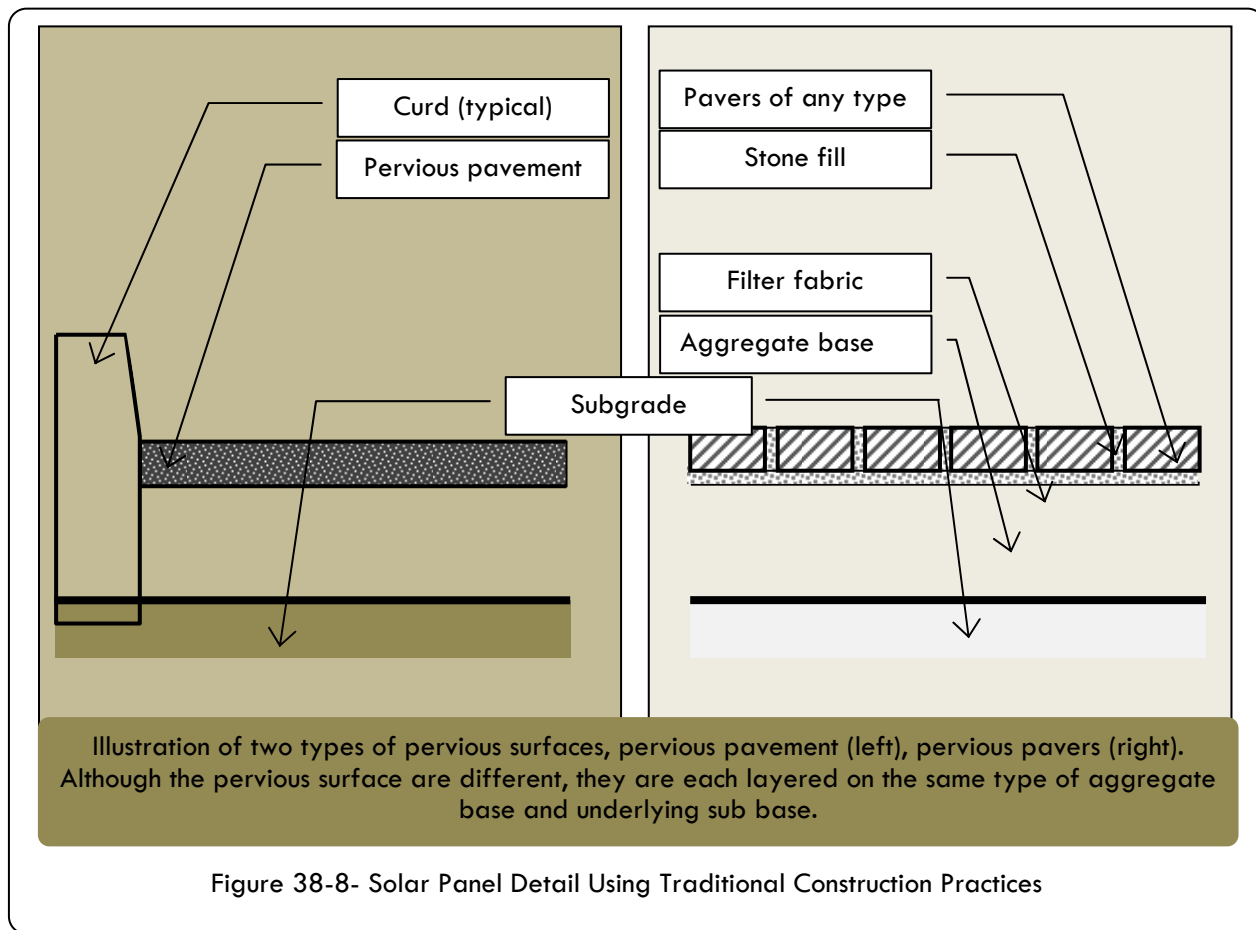 Curd (typical)
Pervious pavement
Pavers of any type
Stone fill
Filter fabric
Aggregate base
Subgrade
Illustration of two types of pervious surfaces, pervious pavement (left), pervious pavers (right).
Although the pervious surface are different, they are each layered on the same type of aggregate
base and underlying sub base.
Figure 38-8- Solar Panel Detail Using Traditional Construction Practices